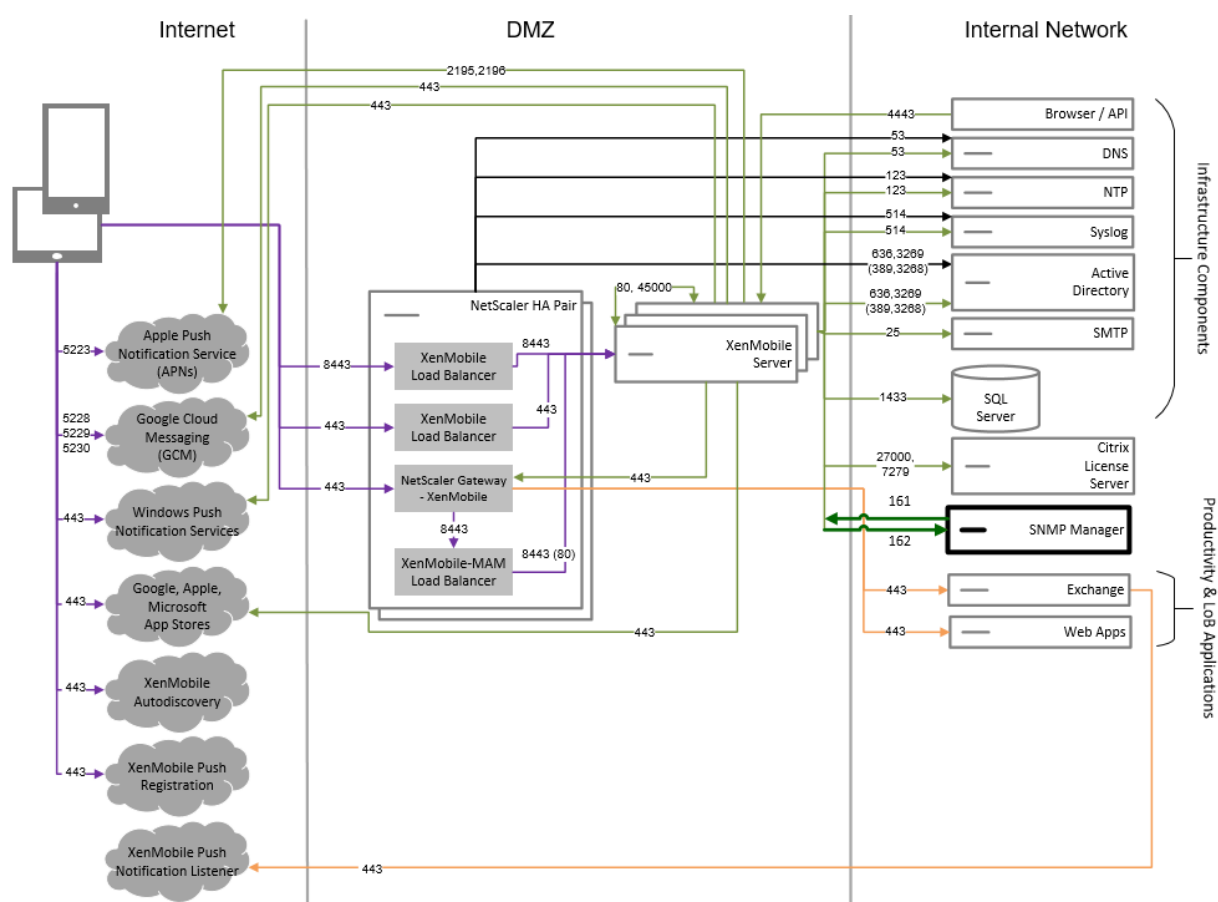 Internet
DMZ
Internal Network
2195,2196
443
443
4443
Browser / API
53
53
DNS
123
123
NTP
514
514
Syslog
636,3269
(389,3268)
636,3269
(389,3268)
Active
Directory
25
SMTP
1433
SQL
Server
27000,
7279
Citrix
License
Server
161
162
SNMP Manager
443
Exchange
443
Web Apps
Infrastructure Components
Productivity & LoB Applications
80, 45000
XenMobile
Server
NetScaler HA Pair
8443
XenMobile
Load Balancer
8443
443
XenMobile
Load Balancer
443
443
NetScaler Gateway
- XenMobile
443
8443
XenMobile-MAM
Load Balancer
8443 (80)
443
5223
Apple Push
Notification Service
(APNs)
5228
5229
5230
Google Cloud
Messaging
(GCM)
443
Windows Push
Notification Services
443
Google, Apple,
Microsoft
App Stores
443
XenMobile
Autodiscovery
443
XenMobile Push
Registration
XenMobile Push
Notification Listener
443